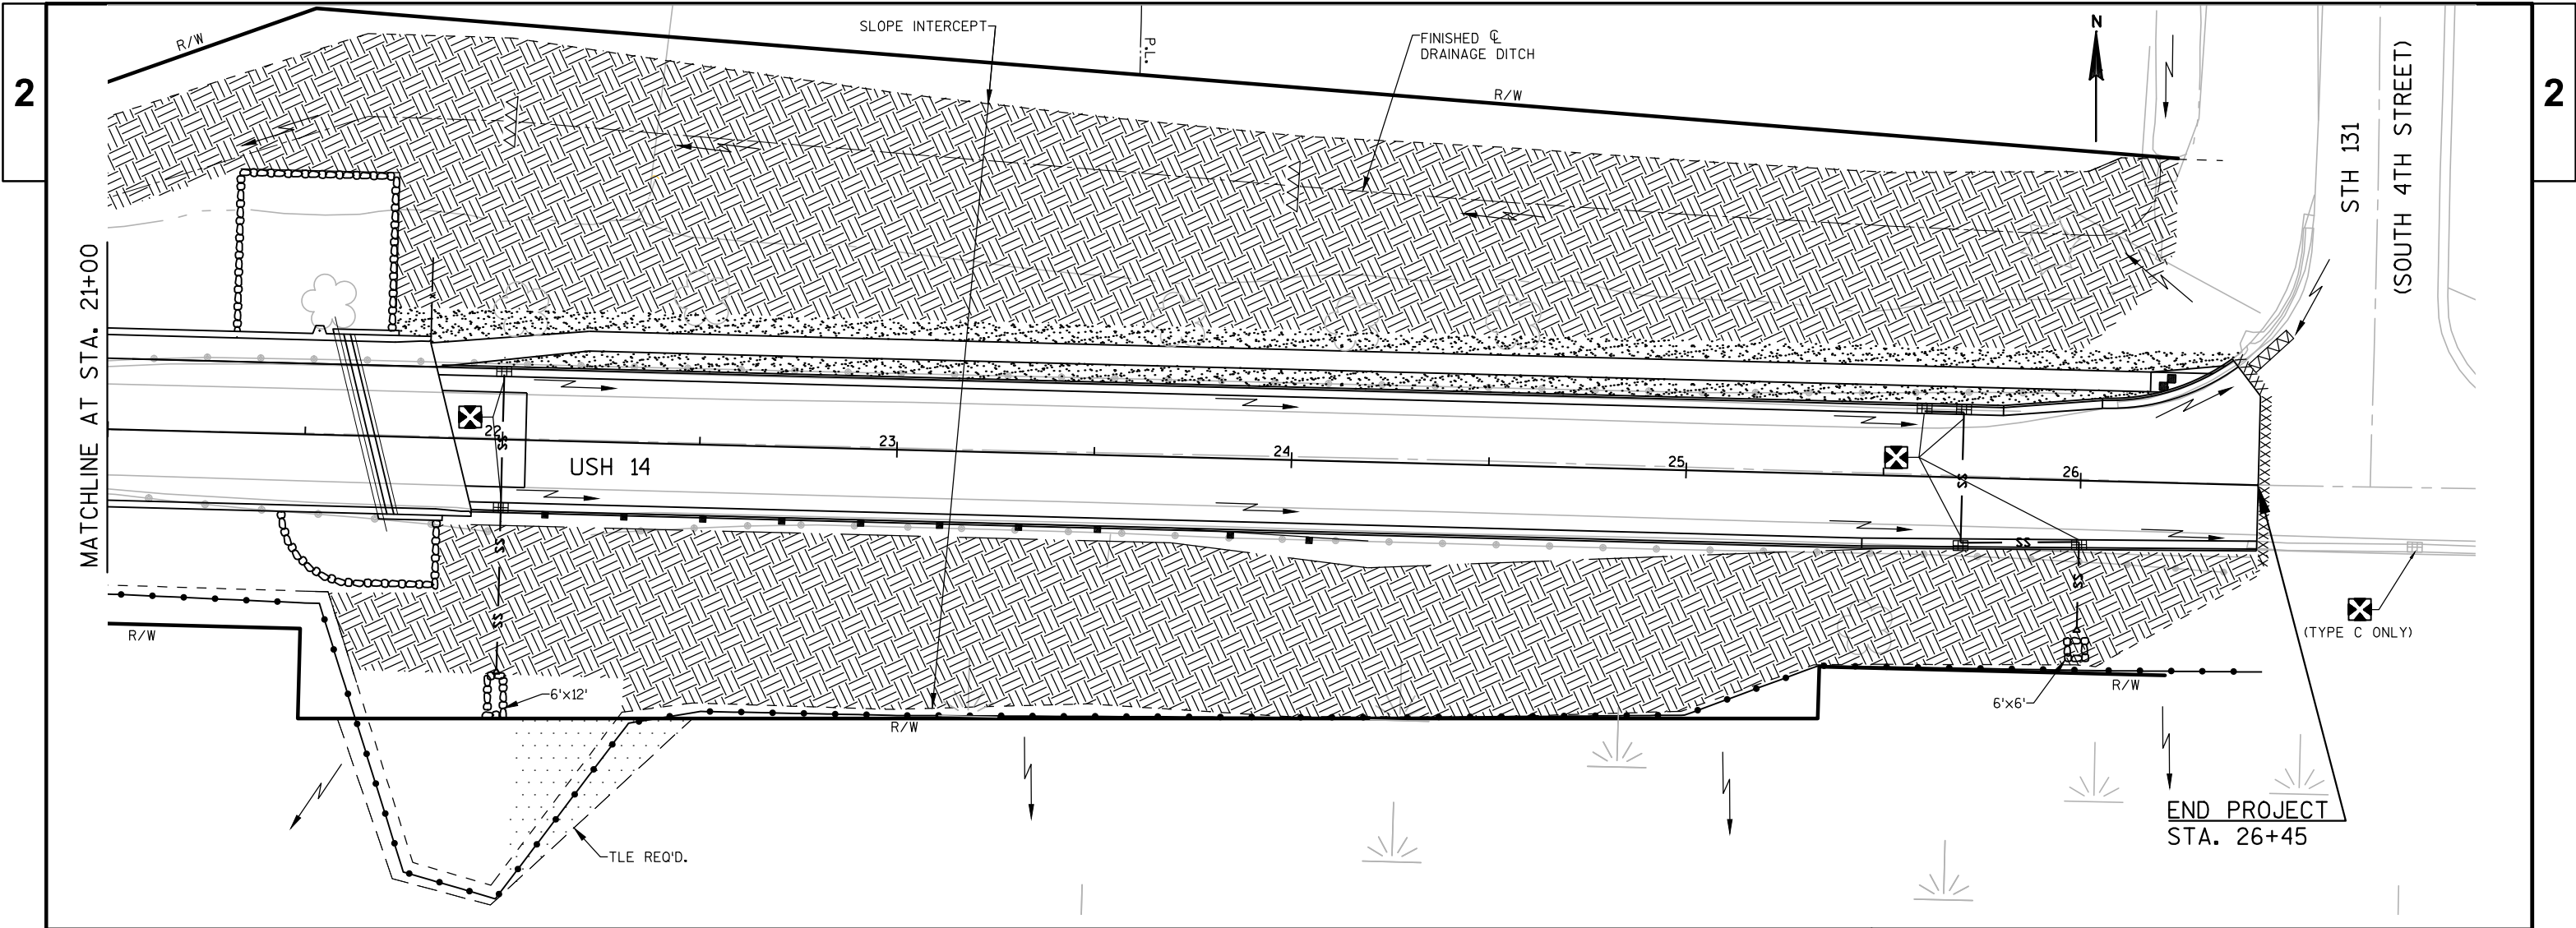 2
2
R/W
SLOPE INTERCEPT
P.L.
FINISHED ℄
DRAINAGE DITCH
R/W
N
STH 131
(SOUTH 4TH STREET)
MATCHLINE AT STA. 21+00
22
23
24
25
26
USH 14
SS
SS
SS
SS
SS
SS
SS
R/W
6'x12'
R/W
6'x6'
R/W
(TYPE C ONLY)
TLE REQ'D.
END PROJECT
STA. 26+45